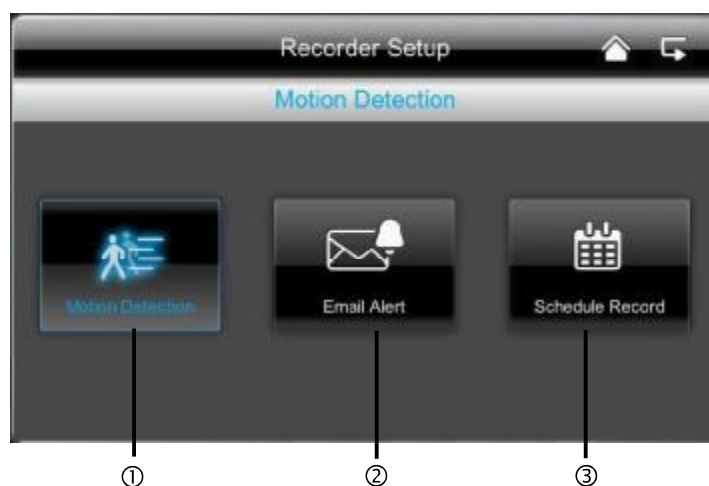 Recorder Setup
Motion Detection
Motion Detection
Email Alert
Schedule Record
① ② ③